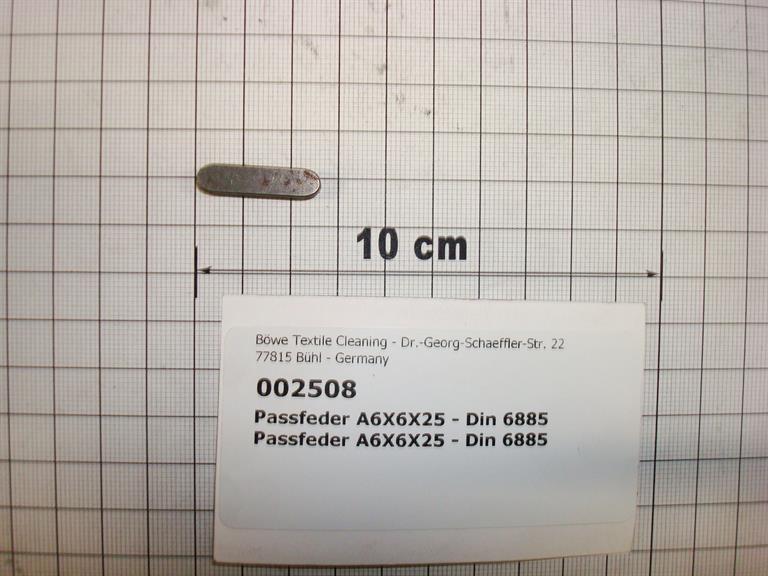 10 cm
Böwe Textile Cleaning - Dr.-Georg-Schaeffler-Str. 22
77815 Bühl - Germany
002508
Passfeder A6X6X25 - Din 6885
Passfeder A6X6X25 - Din 6885